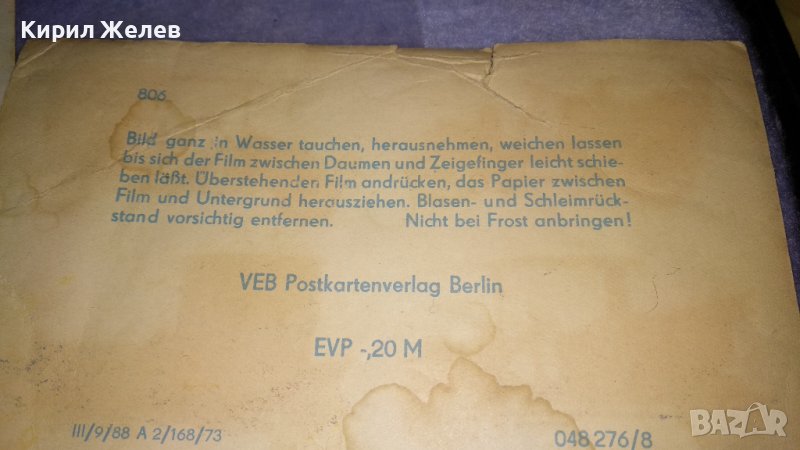 Кирил Желев
806
Bild ganz in Wasser tauchen, herausnehmen, weichen lassen
bis sich der Film zwischen Daumen und Zeigefinger leicht schie-
ben läßt. Überstehenden Film andrücken, das Papier zwischen
Film und Untergrund herausziehen. Blasen- und Schleimrück-
stand vorsichtig entfernen. Nicht bei Frost anbringen!
VEB Postkartenverlag Berlin
EVP -,20 M
III/9/88 A 2/168/73 048 276/8
BAZAR